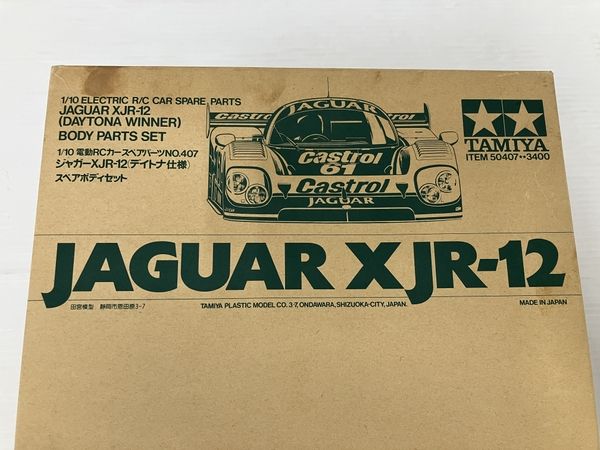 1/10 ELECTRIC R/C CAR SPARE PARTS
JAGUAR XJR-12
(DAYTONA WINNER)
BODY PARTS SET
1/10 電動RCカースペアパーツNO.407
ジャガーXJR-12(デイトナ仕様)
スペアボディセット
JAGUAR
Castrol
61
Castrol
JAGUAR
TAMIYA
ITEM 50407**3400
JAGUAR XJR-12
田宮模型 静岡市恩田原3-7
TAMIYA PLASTIC MODEL CO. 3-7, ONDAWARA, SHIZUOKA-CITY, JAPAN.
MADE IN JAPAN